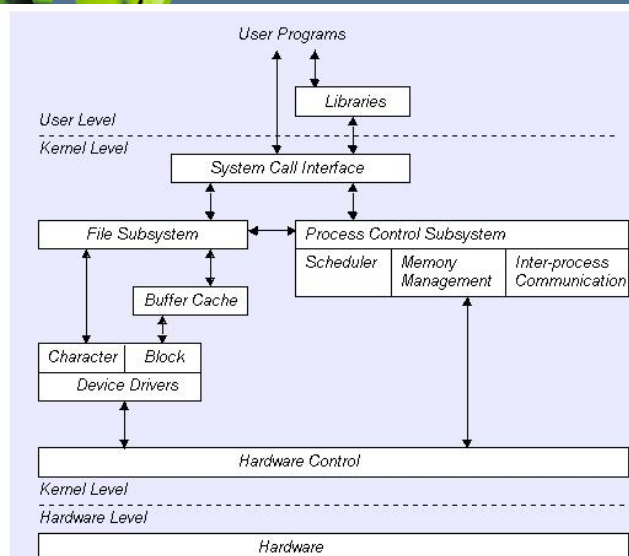 User Programs
Libraries
User Level
Kernel Level
System Call Interface
File Subsystem
Process Control Subsystem
Scheduler
Memory
Management
Inter-process
Communication
Buffer Cache
Character
Block
Device Drivers
Hardware Control
Kernel Level
Hardware Level
Hardware